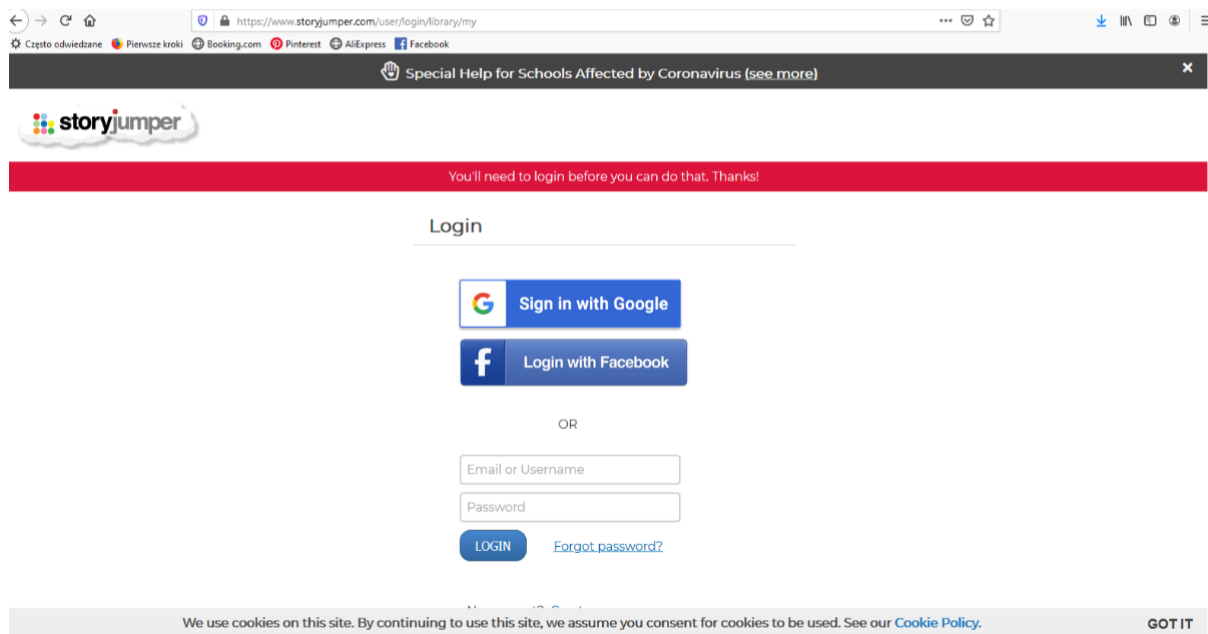 https://www.storyjumper.com/user/login/library/my
Często odwiedzane Pierwsze kroki Booking.com Pinterest AliExpress Facebook
Special Help for Schools Affected by Coronavirus (see more)
storyjumper
You'll need to login before you can do that. Thanks!
Login
Sign in with Google
Login with Facebook
OR
Email or Username
Password
LOGIN Forgot password?
We use cookies on this site. By continuing to use this site, we assume you consent for cookies to be used. See our Cookie Policy. GOT IT